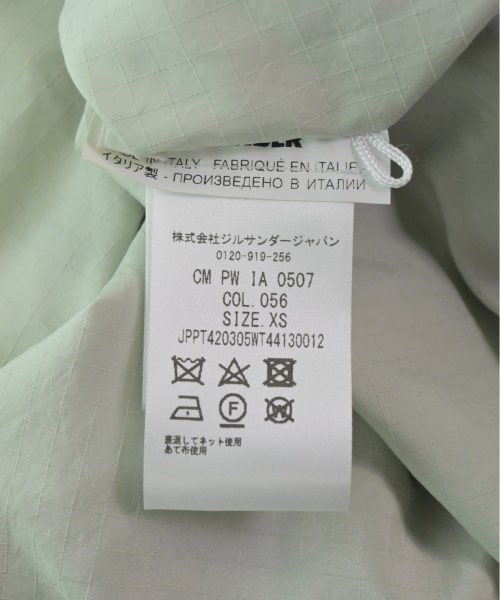 IN ITALY - FABRIQUÉ EN ITALIE
イタリア製 - ПРОИЗВЕДЕНО В ИТАЛИИ
株式会社ジルサンダージャパン
0120-919-256
CM PW IA 0507
COL.056
SIZE.XS
JPPT420305WT44130012
F
W
裏返してネット使用
あて布使用